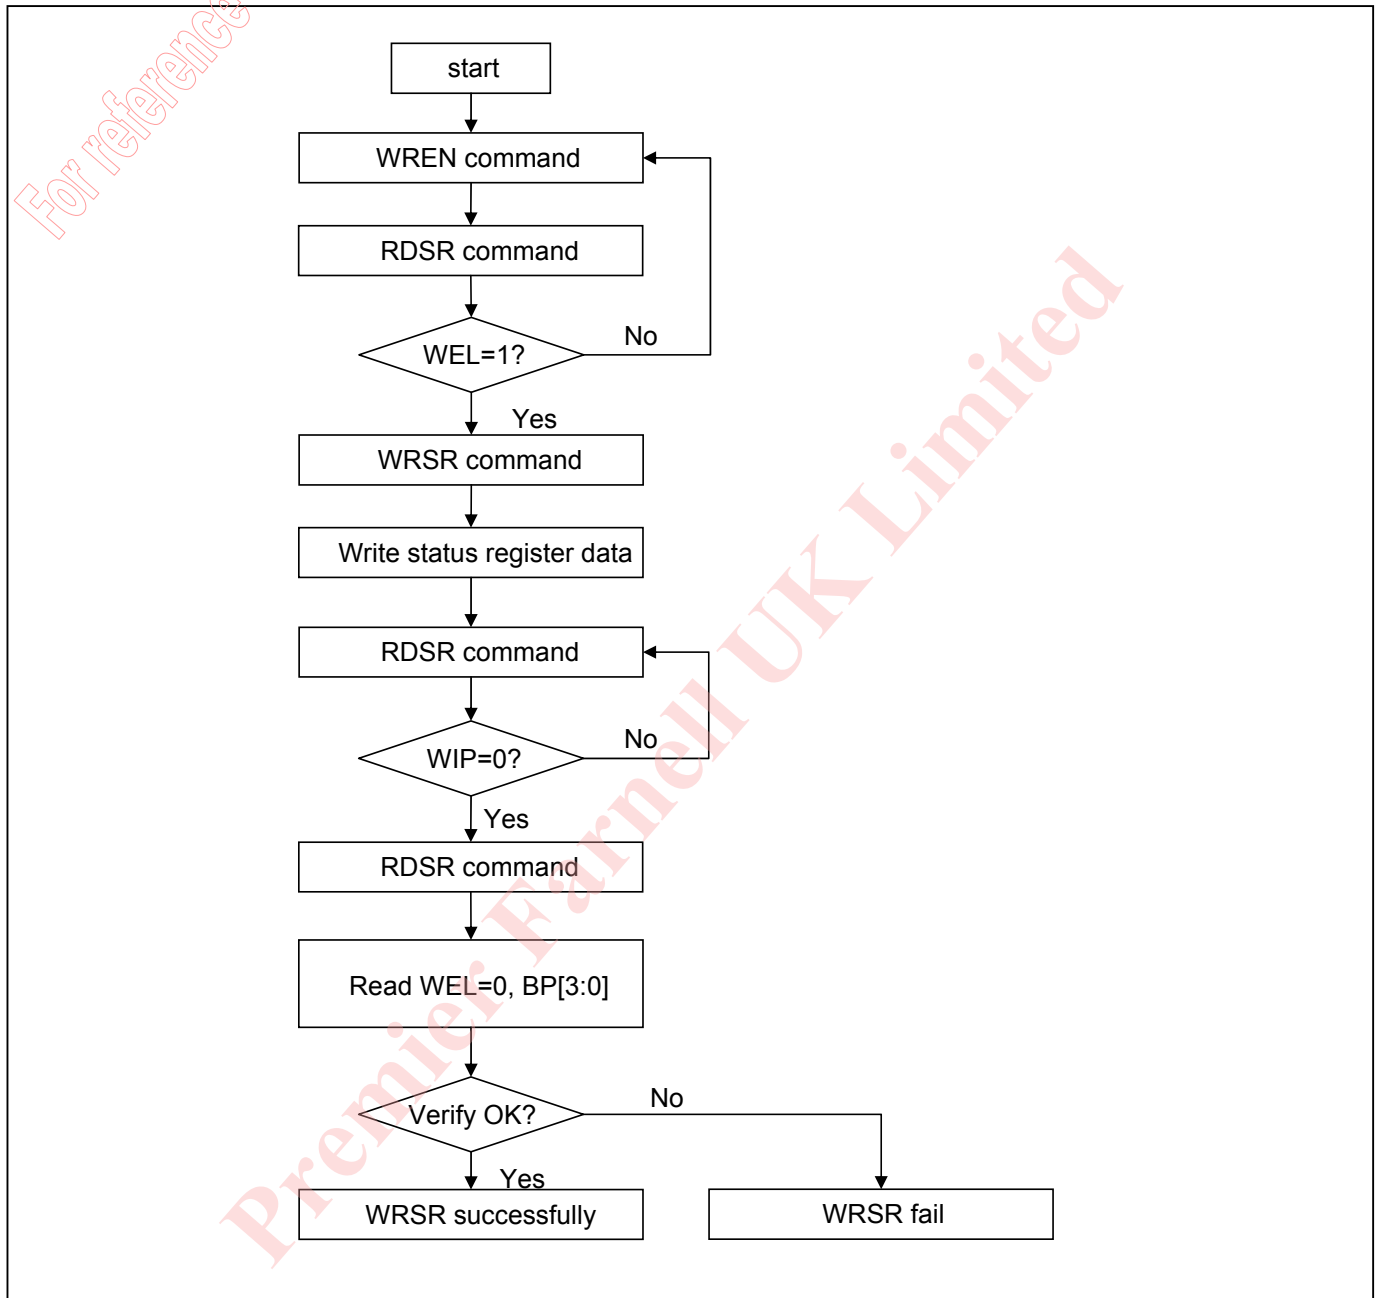 For reference
start
WREN command
RDSR command
WEL=1?
No
Yes
WRSR command
Write status register data
RDSR command
WIP=0?
No
Yes
RDSR command
Read WEL=0, BP[3:0]
Verify OK?
No
Yes
WRSR successfully
WRSR fail
Premier Farnell UK Limited